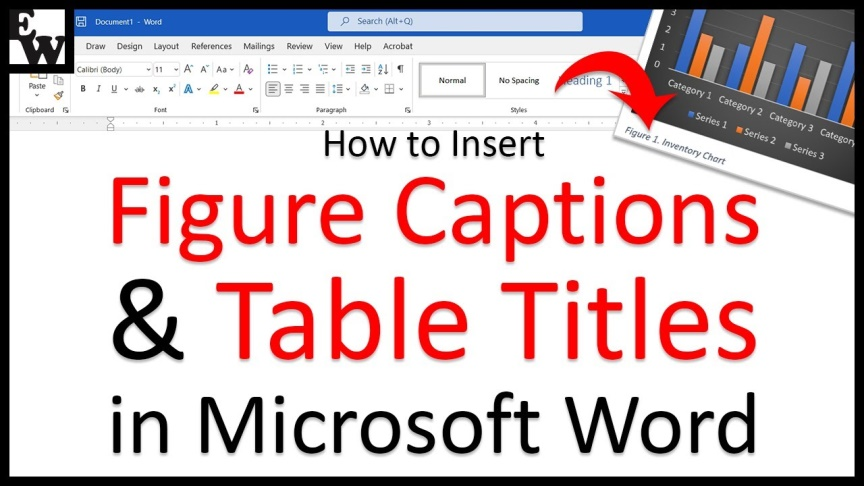 EW
Document1 - Word
Search (Alt+Q)
Draw Design Layout References Mailings Review View Help Acrobat
Paste
Calibri (Body) 11
Normal
No Spacing
Heading 1
Clipboard Font Paragraph Styles
1 2 3 4
3
2
1
0
Category 1 Category 2 Category 3 Category
Series 1 Series 2 Series 3
Figure 1. Inventory Chart
How to Insert
Figure Captions
& Table Titles
in Microsoft Word